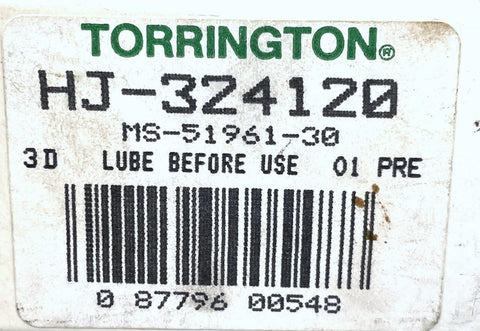 TORRINGTON®
HJ-324120
MS-51961-30
3D LUBE BEFORE USE 01 PRE
0 87796 00548